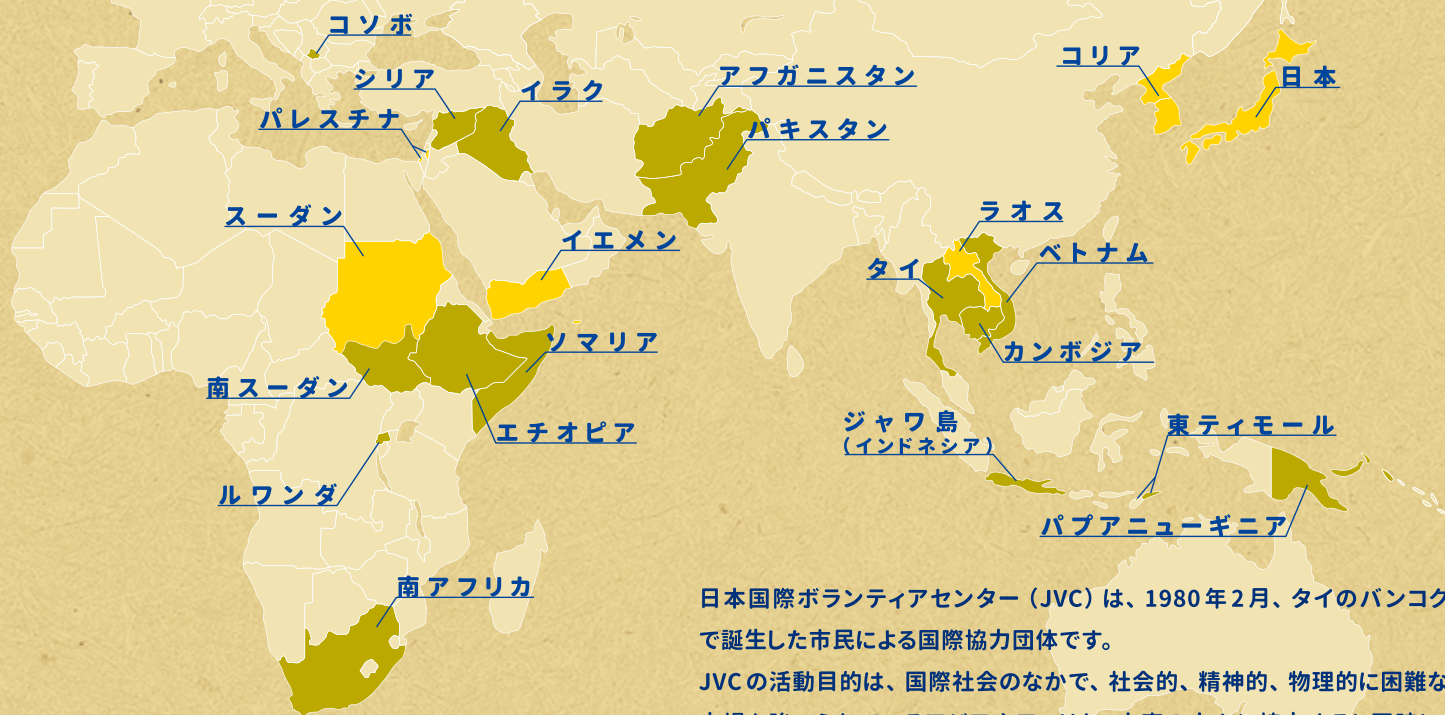 コソボ
シリア
イラク
パレスチナ
アフガニスタン
パキスタン
コリア
日本
スーダン
イエメン
ラオス
タイ
ベトナム
ソマリア
カンボジア
南スーダン
エチオピア
ジャワ島
（インドネシア）
東ティモール
ルワンダ
パプアニューギニア
南アフリカ
日本国際ボランティアセンター（JVC）は、1980年2月、タイのバンコク
で誕生した市民による国際協力団体です。
JVCの活動目的は、国際社会のなかで、社会的、精神的、物理的に困難な